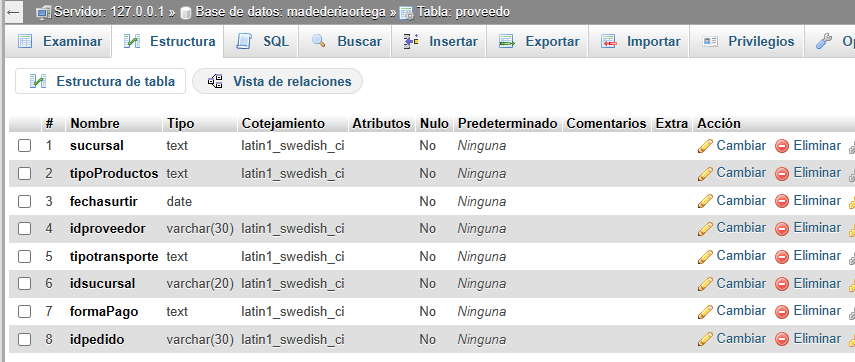 Servidor: 127.0.0.1 » Base de datos: madederiaortega » Tabla: proveedo
Examinar Estructura SQL Buscar Insertar Exportar Importar Privilegios Op
Estructura de tabla Vista de relaciones
# Nombre Tipo Cotejamiento Atributos Nulo Predeterminado Comentarios Extra Acción
1 sucursal text latin1_swedish_ci No Ninguna Cambiar Eliminar
2 tipoProductos text latin1_swedish_ci No Ninguna Cambiar Eliminar
3 fechasurtir date No Ninguna Cambiar Eliminar
4 idproveedor varchar(30) latin1_swedish_ci No Ninguna Cambiar Eliminar
5 tipotransporte text latin1_swedish_ci No Ninguna Cambiar Eliminar
6 idsucursal varchar(20) latin1_swedish_ci No Ninguna Cambiar Eliminar
7 formaPago text latin1_swedish_ci No Ninguna Cambiar Eliminar
8 idpedido varchar(30) latin1_swedish_ci No Ninguna Cambiar Eliminar